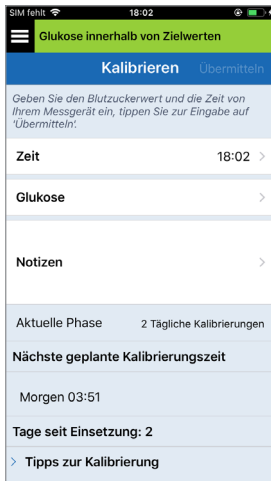 SIM fehlt 18:02
Glukose innerhalb von Zielwerten
Kalibrieren Übermitteln
Geben Sie den Blutzuckerwert und die Zeit von
Ihrem Messgerät ein, tippen Sie zur Eingabe auf
'Übermitteln'.
Zeit 18:02 >
Glukose >
Notizen >
Aktuelle Phase 2 Tägliche Kalibrierungen
Nächste geplante Kalibrierungszeit
Morgen 03:51
Tage seit Einsetzung: 2
> Tipps zur Kalibrierung